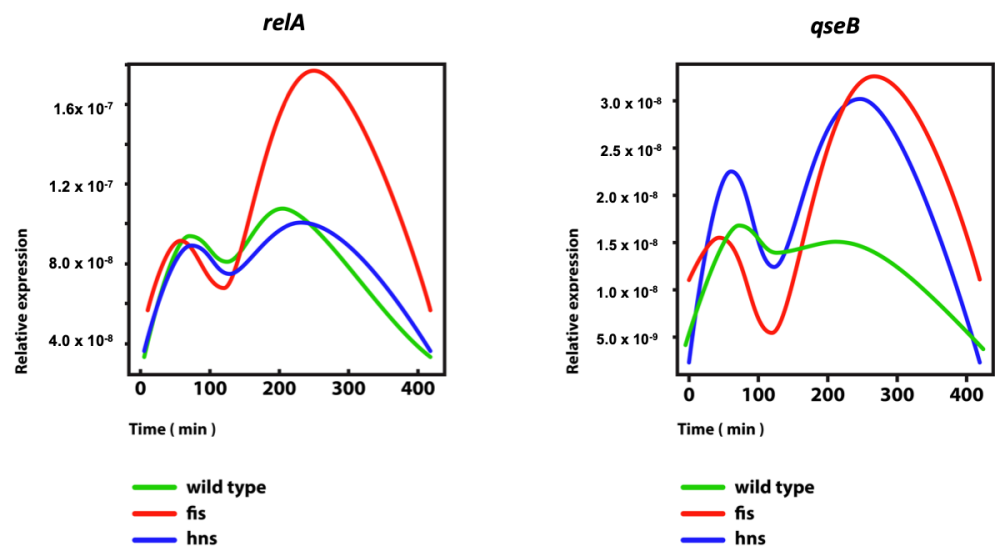 relA
Relative expression
1.6x 10-7
1.2 x 10-7
8.0 x 10-8
4.0 x 10-8
0 100 200 300 400
Time ( min )
wild type
fis
hns
qseB
Relative expression
3.0 x 10-8
2.5 x 10-8
2.0 x 10-8
1.5 x 10-8
1.0 x 10-8
5.0 x 10-9
0 100 200 300 400
Time ( min )
wild type
fis
hns